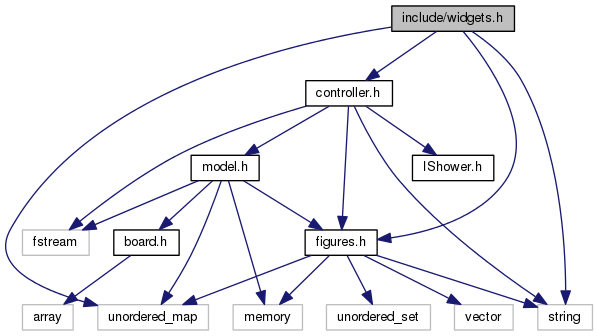 include/widgets.h
controller.h
model.h
IShower.h
fstream
board.h
figures.h
array
unordered_map
memory
unordered_set
vector
string